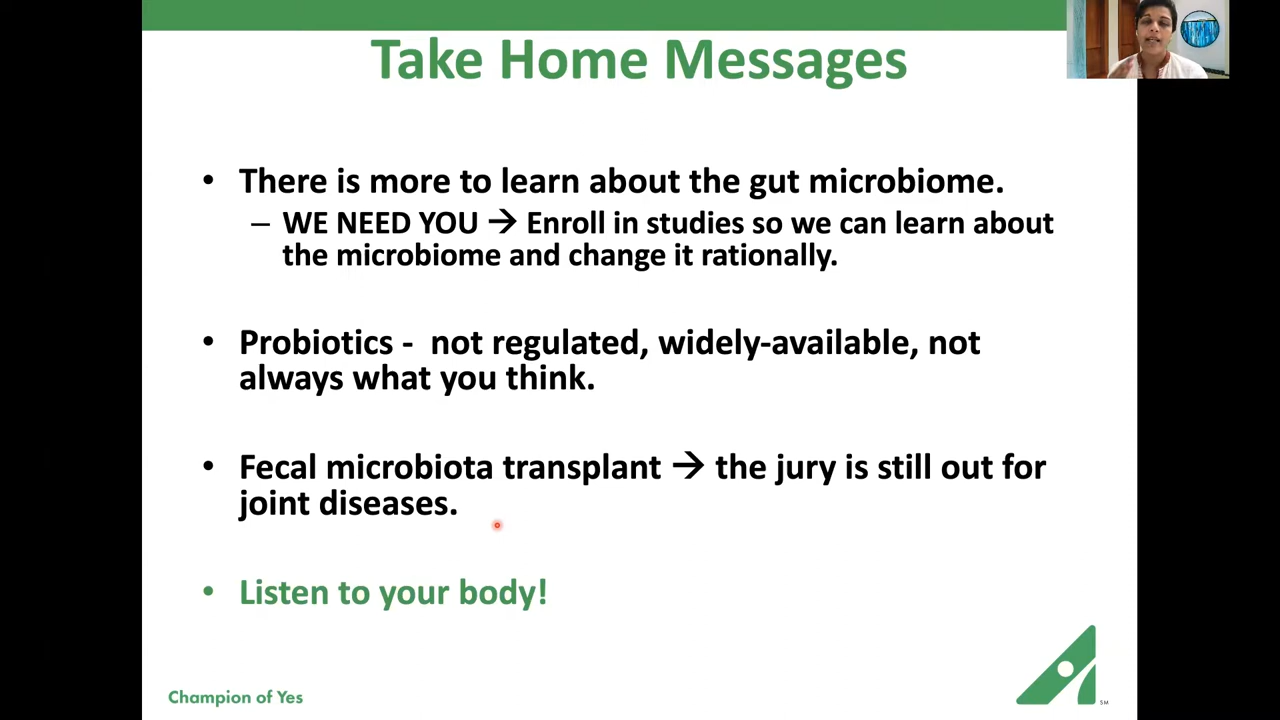 Take Home Messages
• There is more to learn about the gut microbiome.
– WE NEED YOU → Enroll in studies so we can learn about
the microbiome and change it rationally.
• Probiotics -  not regulated, widely-available, not
always what you think.
• Fecal microbiota transplant → the jury is still out for
joint diseases.
• Listen to your body!
Champion of Yes
SM